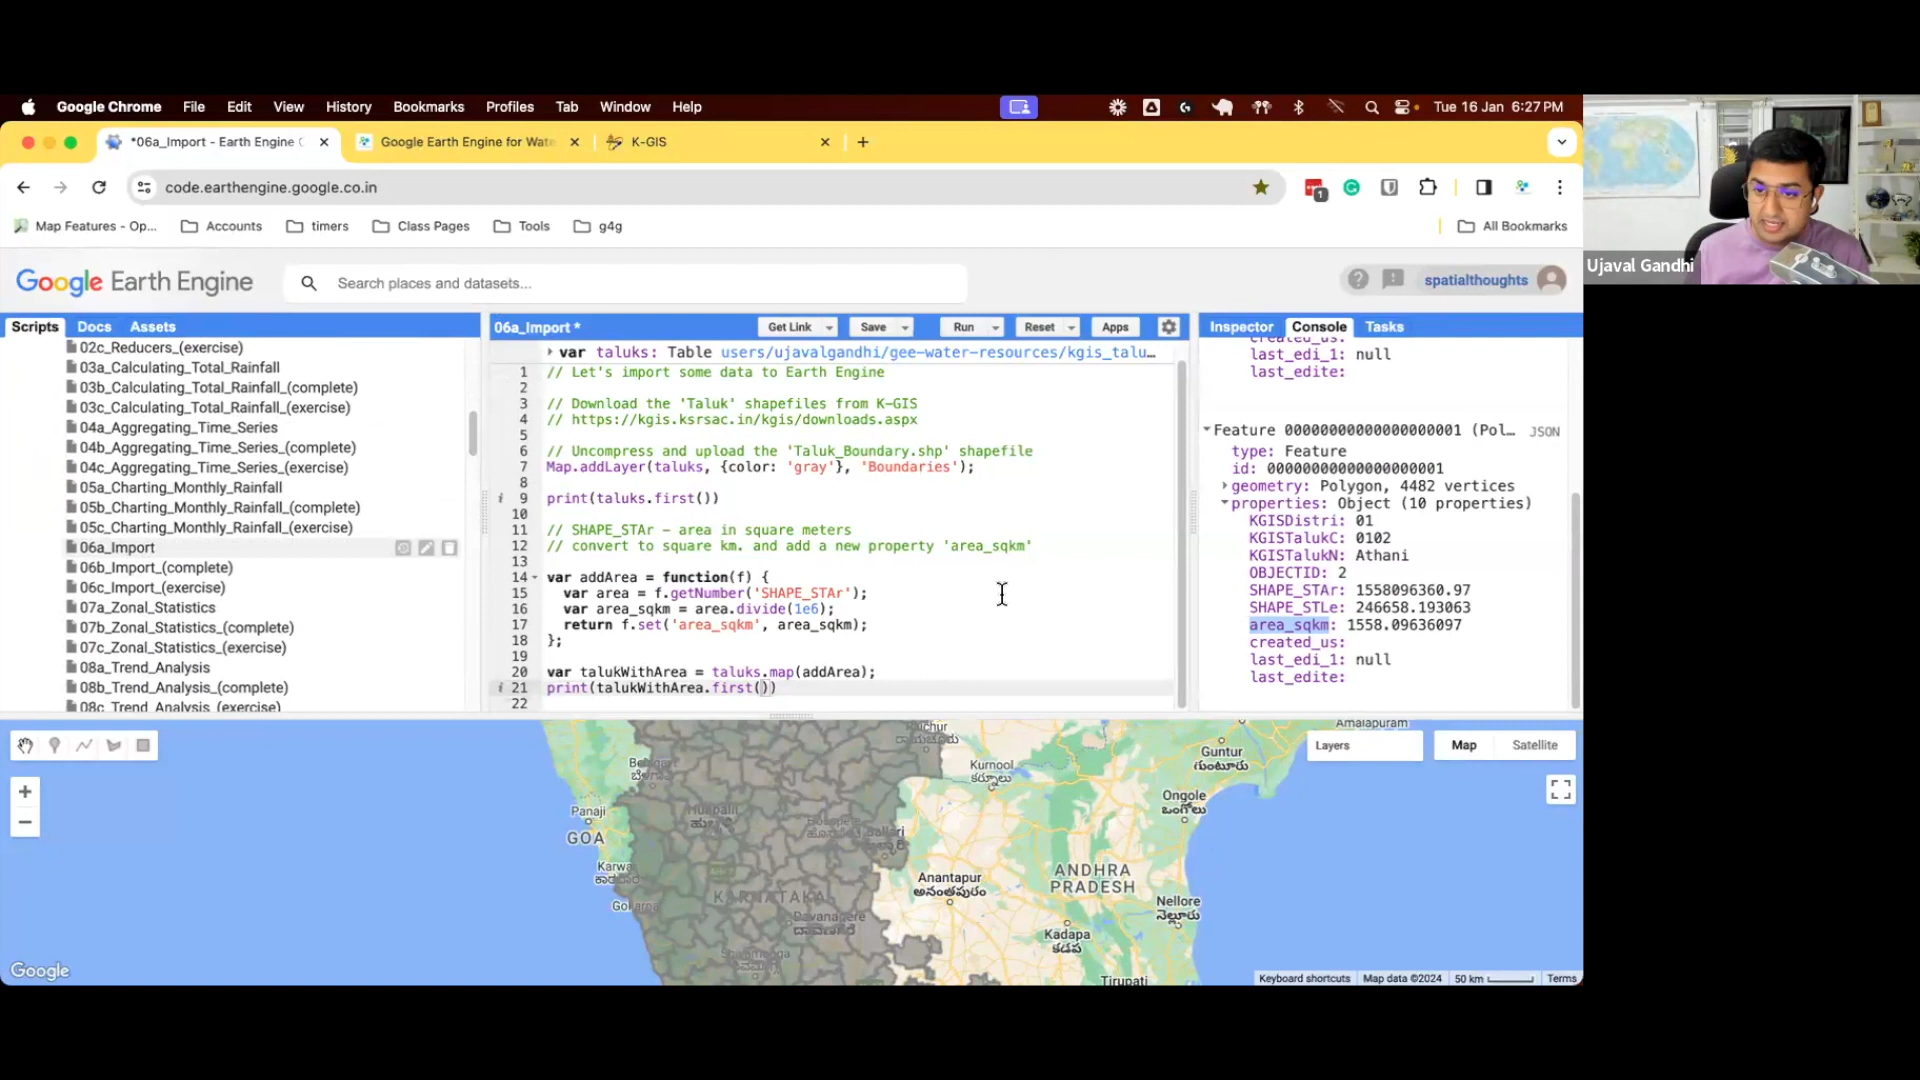 Google Chrome File Edit View History Bookmarks Profiles Tab Window Help Tue 16 Jan 6:27 PM
*06a_Import - Earth Engine C
Google Earth Engine for Wate
K-GIS
code.earthengine.google.co.in
1
Map Features - Op... Accounts timers Class Pages Tools g4g All Bookmarks
Ujaval Gandhi
Google Earth Engine
Search places and datasets...
spatialthoughts
Scripts Docs Assets
02c_Reducers_(exercise)
03a_Calculating_Total_Rainfall
03b_Calculating_Total_Rainfall_(complete)
03c_Calculating_Total_Rainfall_(exercise)
04a_Aggregating_Time_Series
04b_Aggregating_Time_Series_(complete)
04c_Aggregating_Time_Series_(exercise)
05a_Charting_Monthly_Rainfall
05b_Charting_Monthly_Rainfall_(complete)
05c_Charting_Monthly_Rainfall_(exercise)
06a_Import
06b_Import_(complete)
06c_Import_(exercise)
07a_Zonal_Statistics
07b_Zonal_Statistics_(complete)
07c_Zonal_Statistics_(exercise)
08a_Trend_Analysis
08b_Trend_Analysis_(complete)
08c_Trend_Analysis_(exercise)
06a_Import *
Get Link Save Run Reset Apps
var taluks: Table users/ujavalgandhi/gee-water-resources/kgis_talu…
1 // Let's import some data to Earth Engine
2
3 // Download the 'Taluk' shapefiles from K-GIS
4 // https://kgis.ksrsac.in/kgis/downloads.aspx
5
6 // Uncompress and upload the 'Taluk_Boundary.shp' shapefile
7 Map.addLayer(taluks, {color: 'gray'}, 'Boundaries');
8
i 9 print(taluks.first())
10
11 // SHAPE_STAr - area in square meters
12 // convert to square km. and add a new property 'area_sqkm'
13
14 var addArea = function(f) {
15 var area = f.getNumber('SHAPE_STAr');
16 var area_sqkm = area.divide(1e6);
17 return f.set('area_sqkm', area_sqkm);
18 };
19
20 var talukWithArea = taluks.map(addArea);
i 21 print(talukWithArea.first())
22
Inspector Console Tasks
created_us:
last_edi_1: null
last_edite:
Feature 00000000000000000001 (Pol… JSON
type: Feature
id: 00000000000000000001
geometry: Polygon, 4482 vertices
properties: Object (10 properties)
KGISDistri: 01
KGISTalukC: 0102
KGISTalukN: Athani
OBJECTID: 2
SHAPE_STAr: 1558096360.97
SHAPE_STLe: 246658.193063
area_sqkm: 1558.09636097
created_us:
last_edi_1: null
last_edite:
Layers Map Satellite
Amalapuram
Guntur
గుంటూరు
Kurnool
కర్నూలు
Ongole
ఒంగోలు
Panaji
GOA
KARNATAKA
Davanagere
ANDHRA
PRADESH
Anantapur
అనంతపురం
Nellore
నెల్లూరు
Kadapa
కడప
Tirupati
Google
Keyboard shortcuts Map data ©2024 50 km Terms